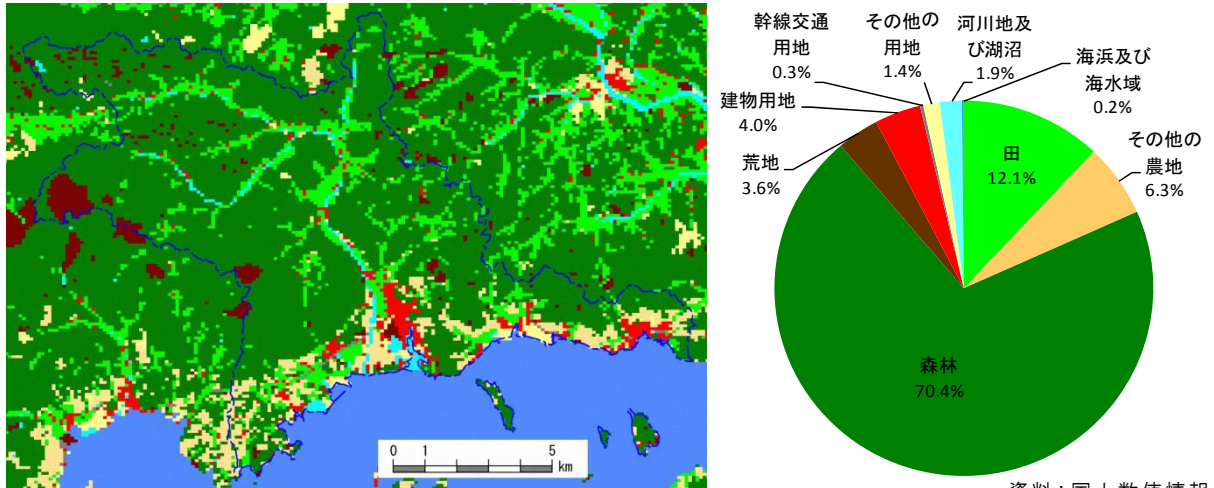 0 1 5
km
幹線交通
用地
0.3%
その他の
用地
1.4%
河川地及
び湖沼
1.9%
海浜及び
海水域
0.2%
建物用地
4.0%
荒地
3.6%
田
12.1%
その他の
農地
6.3%
森林
70.4%